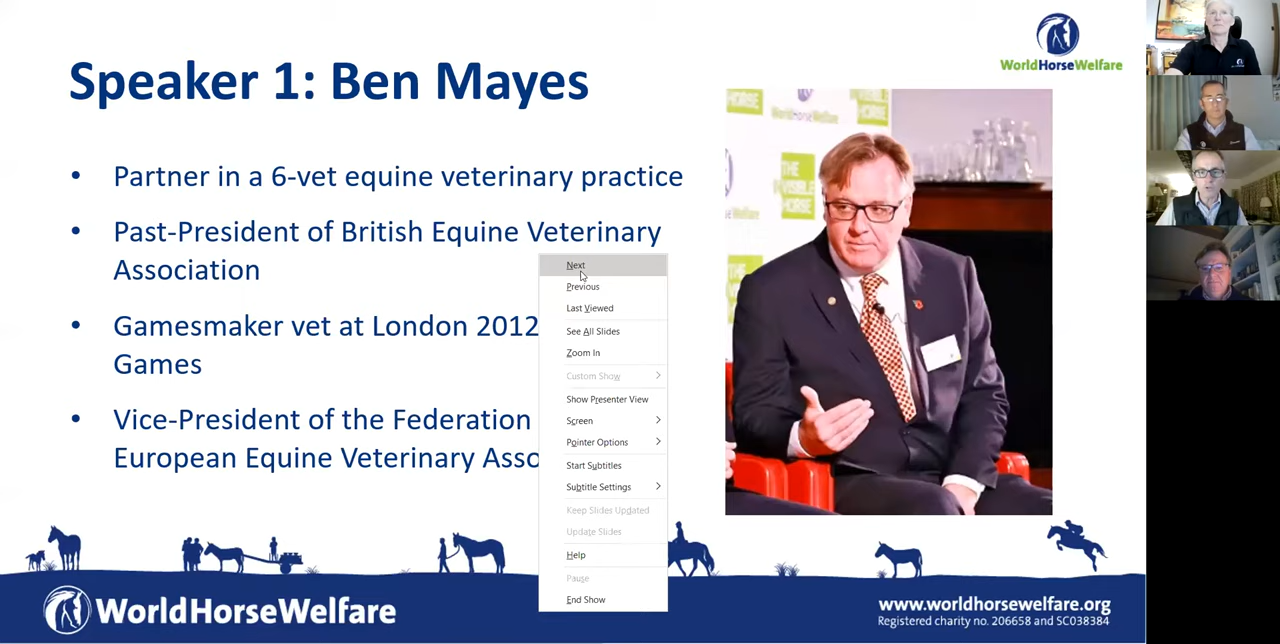 WorldHorseWelfare
Speaker 1: Ben Mayes
• Partner in a 6-vet equine veterinary practice
• Past-President of British Equine Veterinary
Association
• Gamesmaker vet at London 2012
Games
• Vice-President of the Federation
European Equine Veterinary Asso
Next
Previous
Last Viewed
See All Slides
Zoom In
Custom Show
Show Presenter View
Screen
Pointer Options
Start Subtitles
Subtitle Settings
Keep Slides Updated
Update Slides
Help
Pause
End Show
THE
HORSE
WorldHorseWelfare
WorldHorseWelfare
www.worldhorsewelfare.org
Registered charity no. 206658 and SC038384